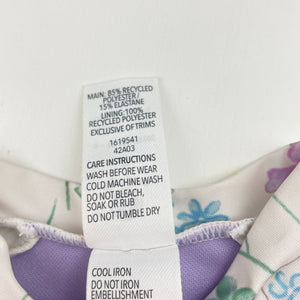 MAIN: 85% RECYCLED
POLYESTER /
15% ELASTANE
LINING: 100%
RECYCLED POLYESTER
EXCLUSIVE OF TRIMS
1619541
42A03
CARE INSTRUCTIONS
WASH BEFORE WEAR
COLD MACHINE WASH
DO NOT BLEACH,
SOAK OR RUB
DO NOT TUMBLE DRY
COOL IRON
DO NOT IRON
EMBELLISHMENT